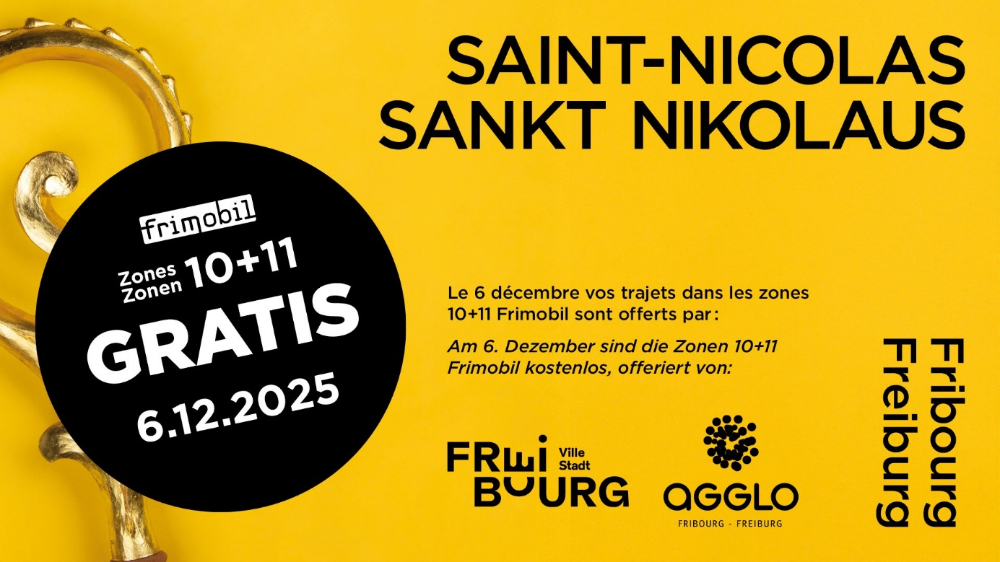 SAINT-NICOLAS
SANKT NIKOLAUS
frimobil
Zones
Zonen
10+11
GRATIS
6.12.2025
Le 6 décembre vos trajets dans les zones
10+11 Frimobil sont offerts par :
Am 6. Dezember sind die Zonen 10+11
Frimobil kostenlos, offeriert von:
FREi
BOURG
Ville
Stadt
AGGLO
FRIBOURG - FREIBURG
Fribourg
Freiburg